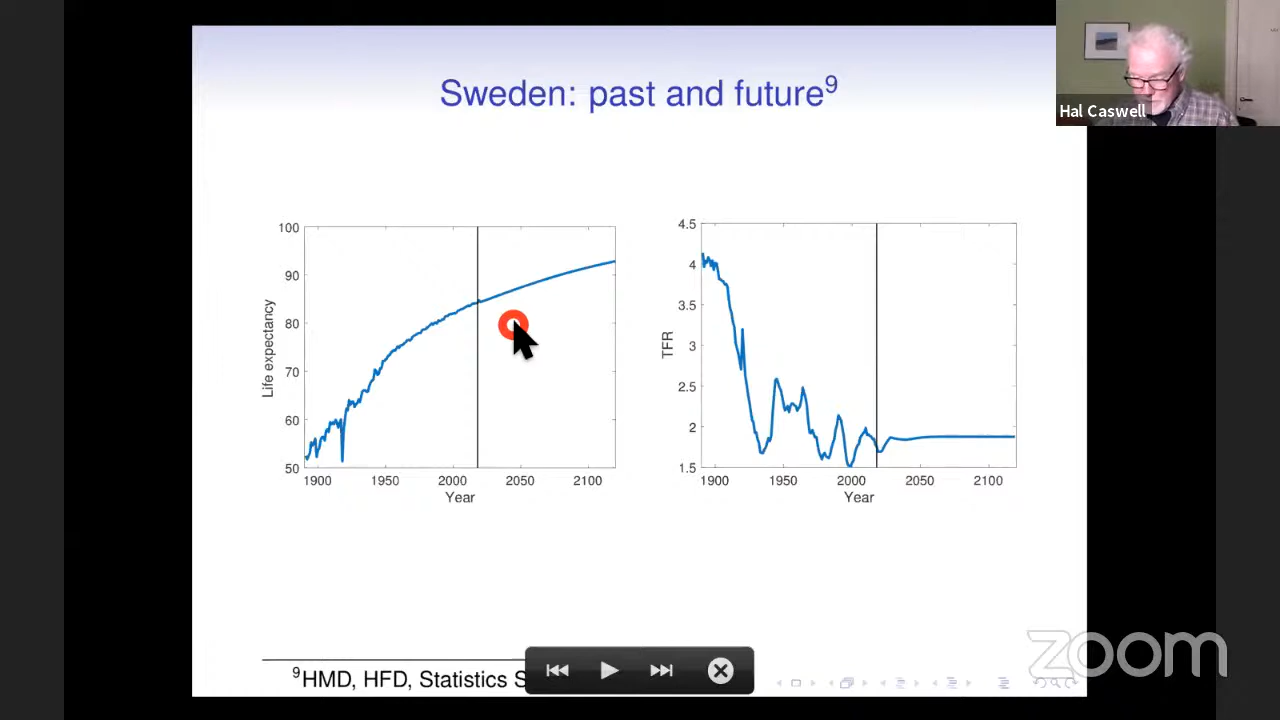 Sweden: past and future9
Hal Caswell
100
90
80
70
60
50
Life expectancy
1900 1950 2000 2050 2100
Year
4.5
4
3.5
3
2.5
2
1.5
TFR
1900 1950 2000 2050 2100
Year
9HMD, HFD, Statistics
zoom